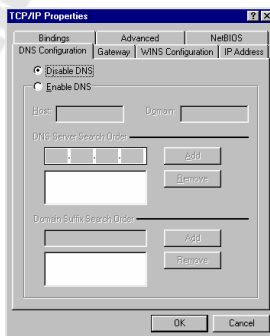 TCP/IP Properties
Bindings Advanced NetBIOS
DNS Configuration Gateway WINS Configuration IP Address
Disable DNS
Enable DNS
Host: Domain:
DNS Server Search Order
Add
Remove
Domain Suffix Search Order
Add
Remove
OK Cancel